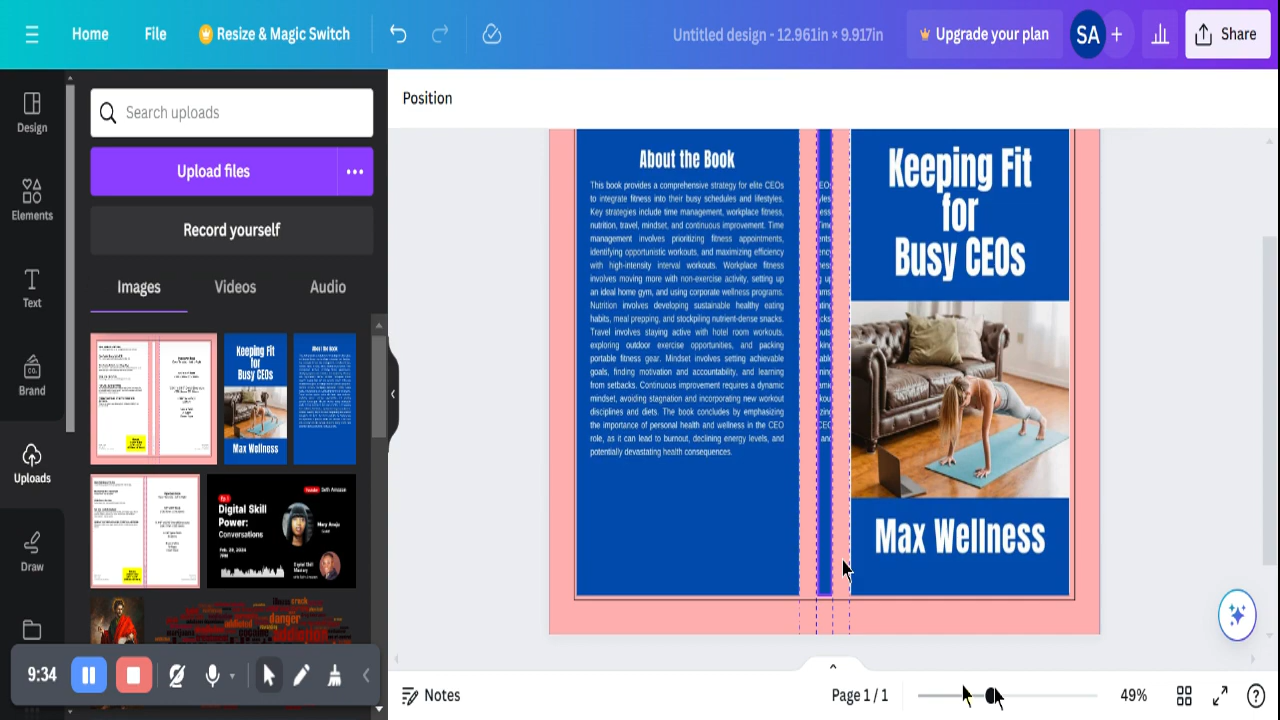 Home
File
Resize & Magic Switch
Untitled design - 12.961in × 9.917in
Upgrade your plan
SA
+
Share
Design
Elements
Text
Brand
Uploads
Draw
Search uploads
Upload files
Record yourself
Images
Videos
Audio
Keeping Fit
for
Busy CEOs
Max Wellness
About the Book
Digital Skill
Power:
Conversations
Feb. 29, 2024
danger
addiction
Position
About the Book
This book provides a comprehensive strategy for elite CEOs
to integrate fitness into their busy schedules and lifestyles.
Key strategies include time management, workplace fitness,
nutrition, travel, mindset, and continuous improvement. Time
management involves prioritizing fitness appointments,
identifying opportunistic workouts, and maximizing efficiency
with high-intensity interval workouts. Workplace fitness
involves moving more with non-exercise activity, setting up
an ideal home gym, and using corporate wellness programs.
Nutrition involves developing sustainable healthy eating
habits, meal prepping, and stockpiling nutrient-dense snacks.
Travel involves staying active with hotel room workouts,
exploring outdoor exercise opportunities, and packing
portable fitness gear. Mindset involves setting achievable
goals, finding motivation and accountability, and learning
from setbacks. Continuous improvement requires a dynamic
mindset, avoiding stagnation and incorporating new workout
disciplines and diets. The book concludes by emphasizing
the importance of personal health and wellness in the CEO
role, as it can lead to burnout, declining energy levels, and
potentially devastating health consequences.
Keeping Fit
for
Busy CEOs
Max Wellness
9:34
Notes
Page 1 / 1
49%